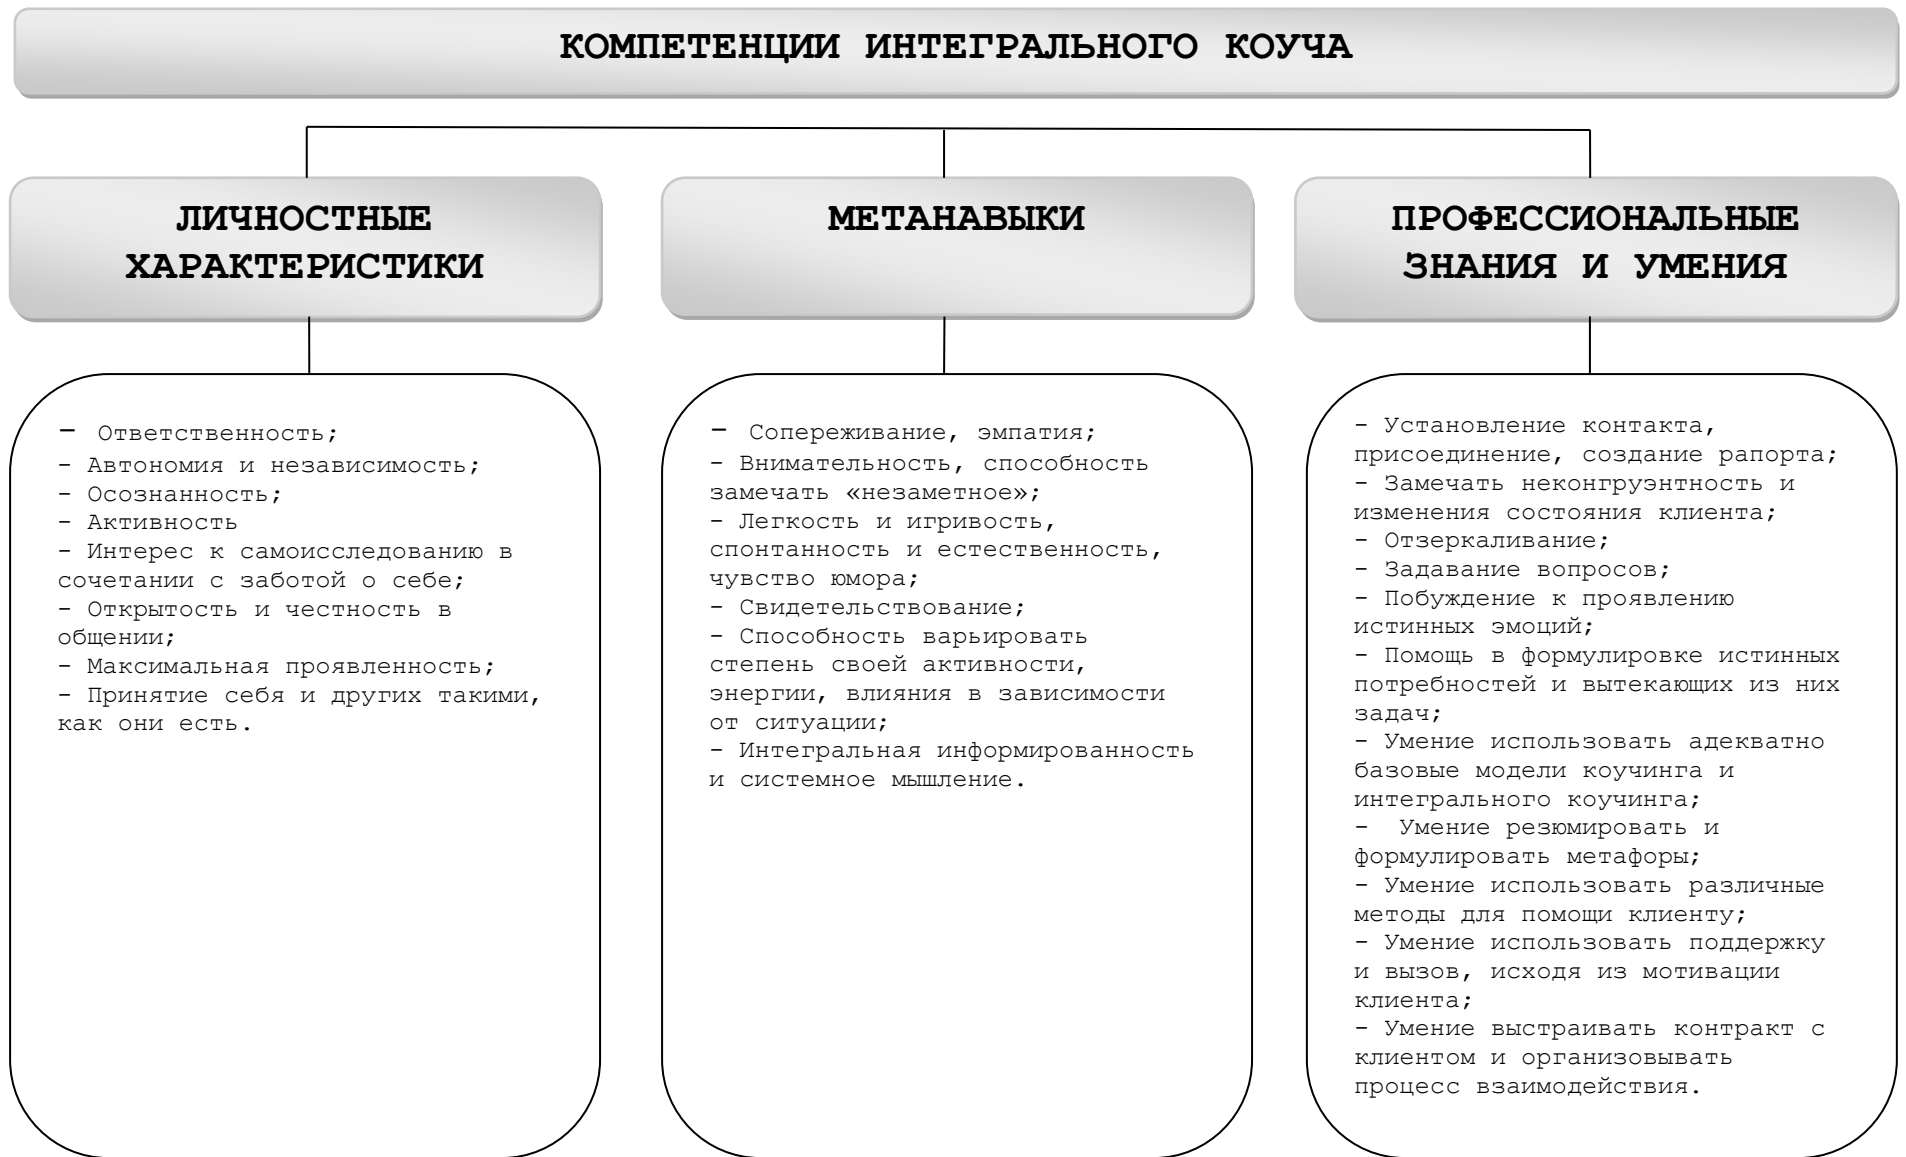 КОМПЕТЕНЦИИ ИНТЕГРАЛЬНОГО КОУЧА
ЛИЧНОСТНЫЕ
ХАРАКТЕРИСТИКИ
- Ответственность;
- Автономия и независимость;
- Осознанность;
- Активность
- Интерес к самоисследованию в
сочетании с заботой о себе;
- Открытость и честность в
общении;
- Максимальная проявленность;
- Принятие себя и других такими,
как они есть.
МЕТАНАВЫКИ
- Сопереживание, эмпатия;
- Внимательность, способность
замечать «незаметное»;
- Легкость и игривость,
спонтанность и естественность,
чувство юмора;
- Свидетельствование;
- Способность варьировать
степень своей активности,
энергии, влияния в зависимости
от ситуации;
- Интегральная информированность
и системное мышление.
ПРОФЕССИОНАЛЬНЫЕ
ЗНАНИЯ И УМЕНИЯ
- Установление контакта,
присоединение, создание рапорта;
- Замечать неконгруэнтность и
изменения состояния клиента;
- Отзеркаливание;
- Задавание вопросов;
- Побуждение к проявлению
истинных эмоций;
- Помощь в формулировке истинных
потребностей и вытекающих из них
задач;
- Умение использовать адекватно
базовые модели коучинга и
интегрального коучинга;
- Умение резюмировать и
формулировать метафоры;
- Умение использовать различные
методы для помощи клиенту;
- Умение использовать поддержку
и вызов, исходя из мотивации
клиента;
- Умение выстраивать контракт с
клиентом и организовывать
процесс взаимодействия.